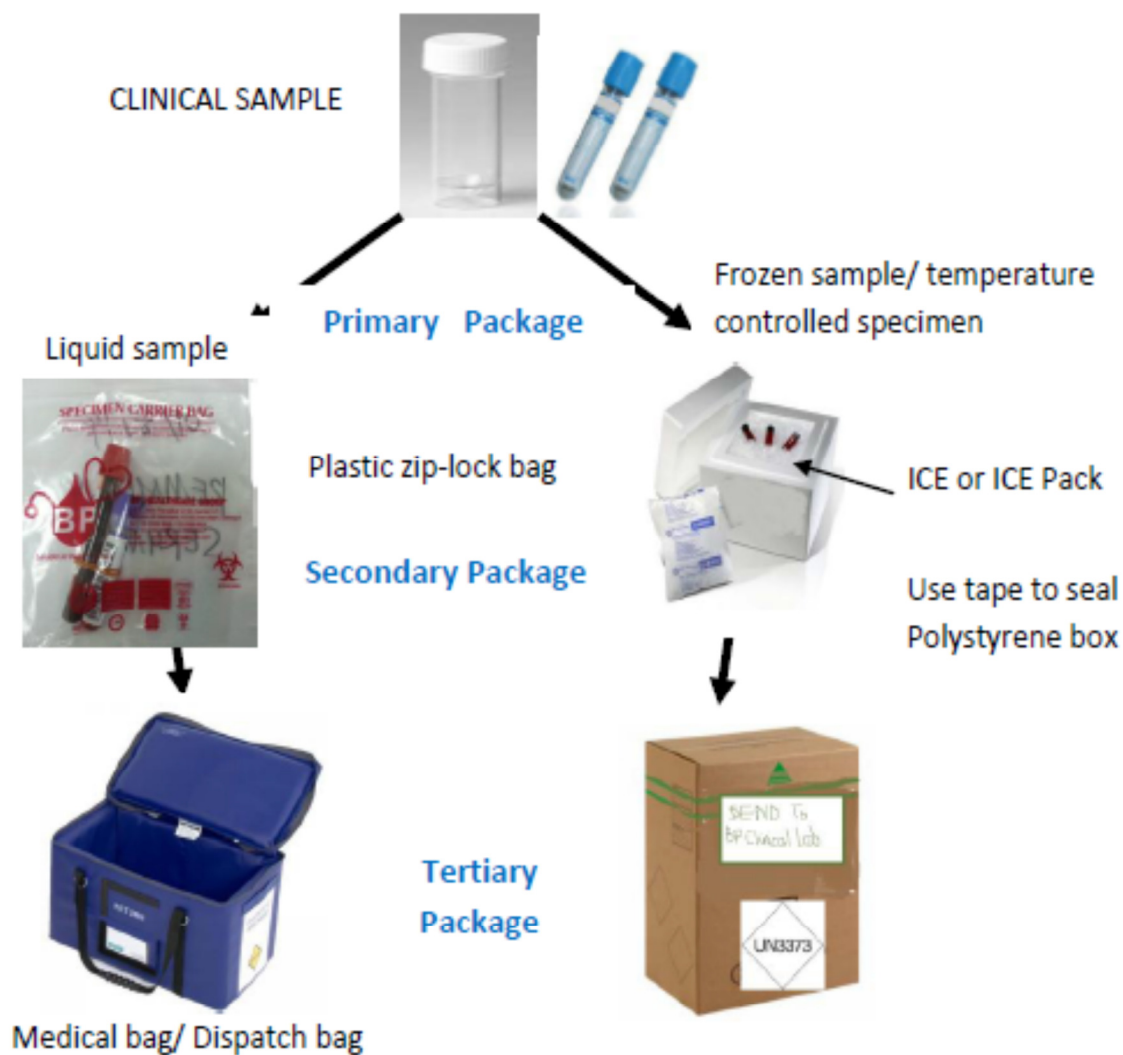 CLINICAL SAMPLE
Frozen sample/ temperature
controlled specimen
Primary Package
Liquid sample
SPECIMEN CARRIER BAG
BP
Plastic zip-lock bag
ICE or ICE Pack
Secondary Package
Use tape to seal
Polystyrene box
SEND To
BP Clinical Lab
Tertiary
Package
UN3373
Medical bag/ Dispatch bag